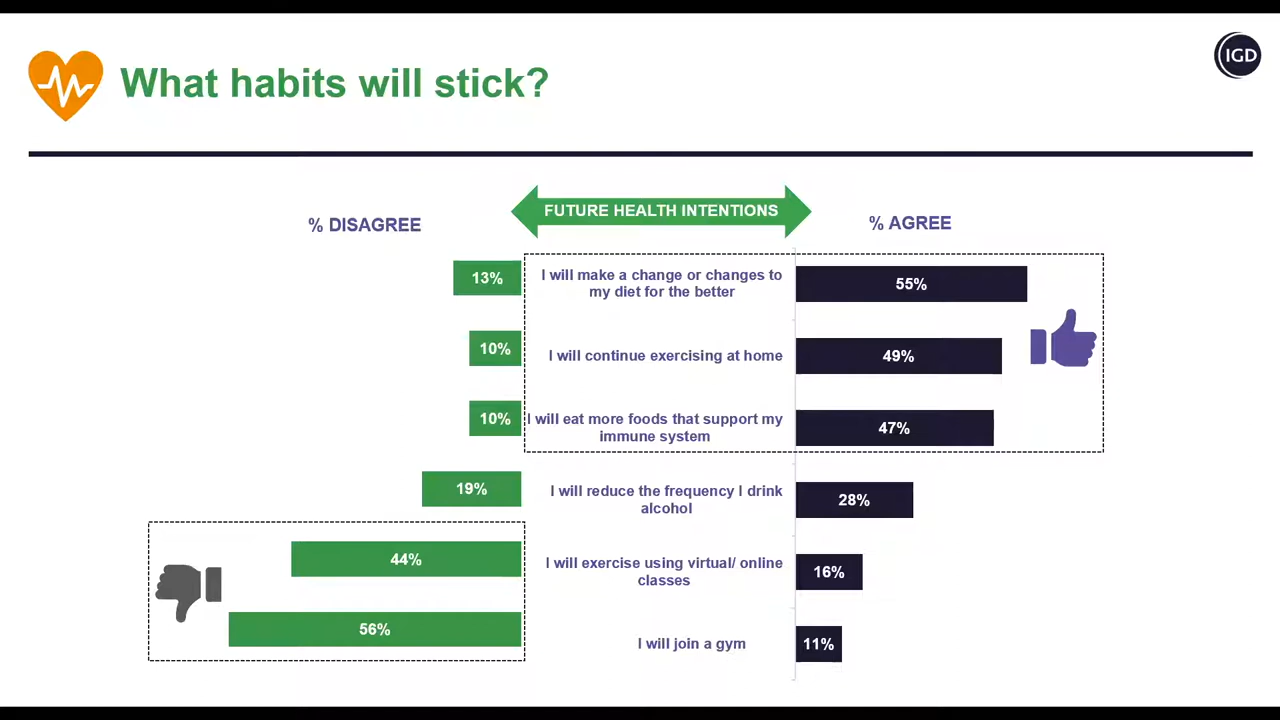 What habits will stick?
IGD
FUTURE HEALTH INTENTIONS
% DISAGREE
% AGREE
13%
I will make a change or changes to
my diet for the better
55%
10%
I will continue exercising at home
49%
10%
I will eat more foods that support my
immune system
47%
19%
I will reduce the frequency I drink
alcohol
28%
44%
I will exercise using virtual/ online
classes
16%
56%
I will join a gym
11%